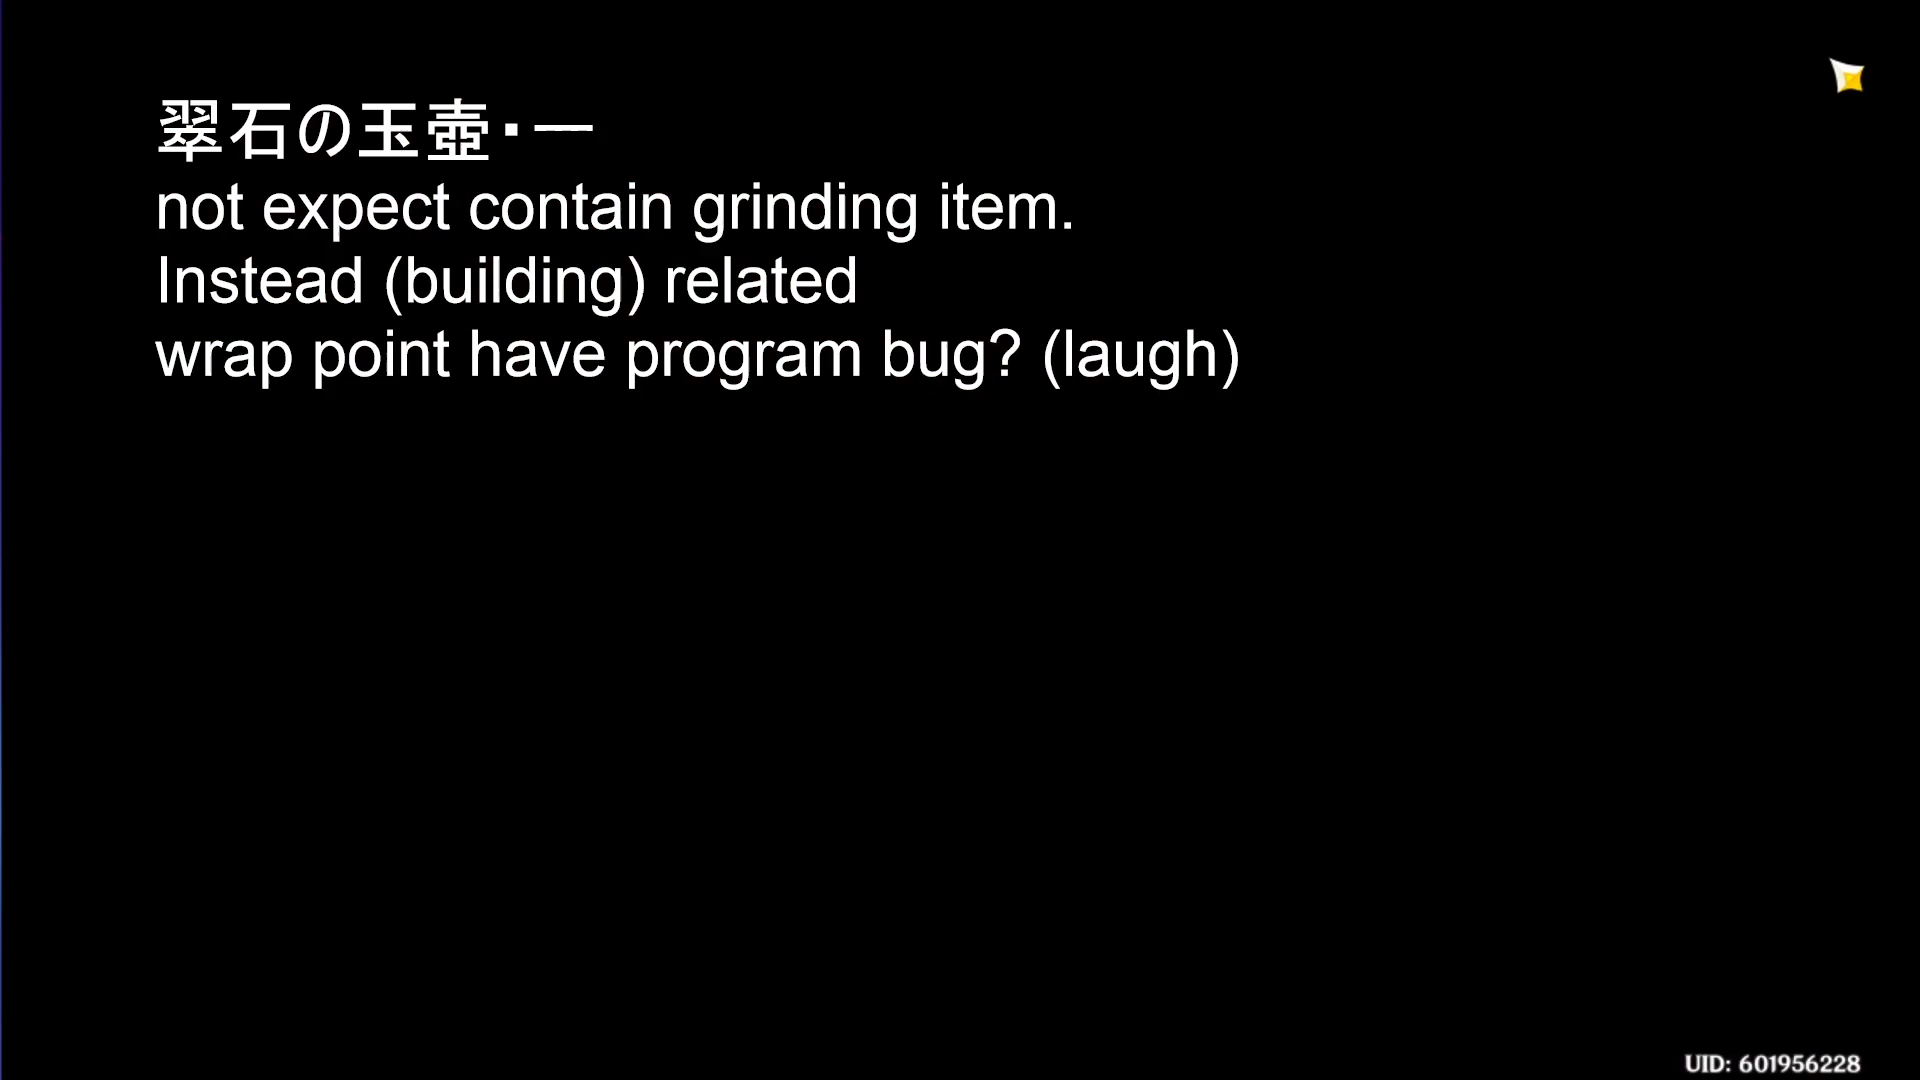 翠石の玉壺・一
not expect contain grinding item.
Instead (building) related
wrap point have program bug? (laugh)
UID: 601956228